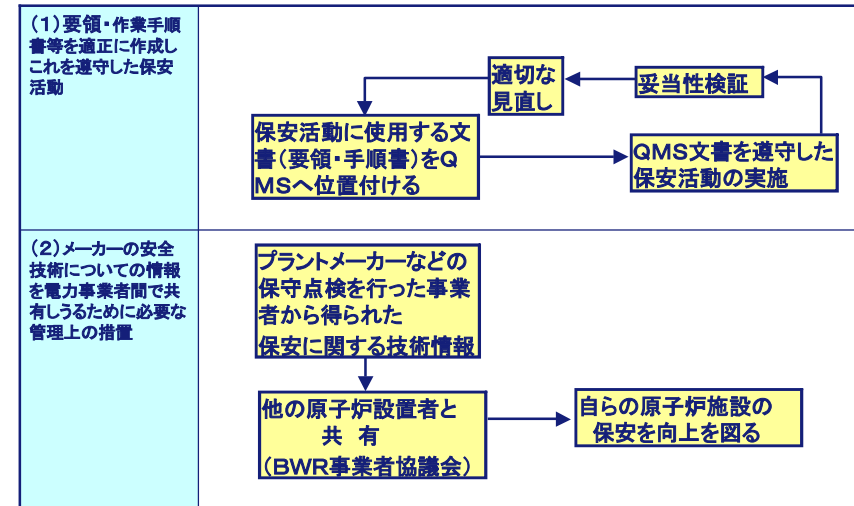 (1)要領・作業手順
書等を適正に作成し
これを遵守した保安
活動
適切な
見直し
妥当性検証
保安活動に使用する文
書(要領・手順書)をQ
MSへ位置付ける
QMS文書を遵守した
保安活動の実施
(2)メーカーの安全
技術についての情報
を電力事業者間で共
有しうるために必要な
管理上の措置
プラントメーカーなどの
保守点検を行った事業
者から得られた
保安に関する技術情報
他の原子炉設置者と
共 有
(BWR事業者協議会)
自らの原子炉施設の
保安を向上を図る